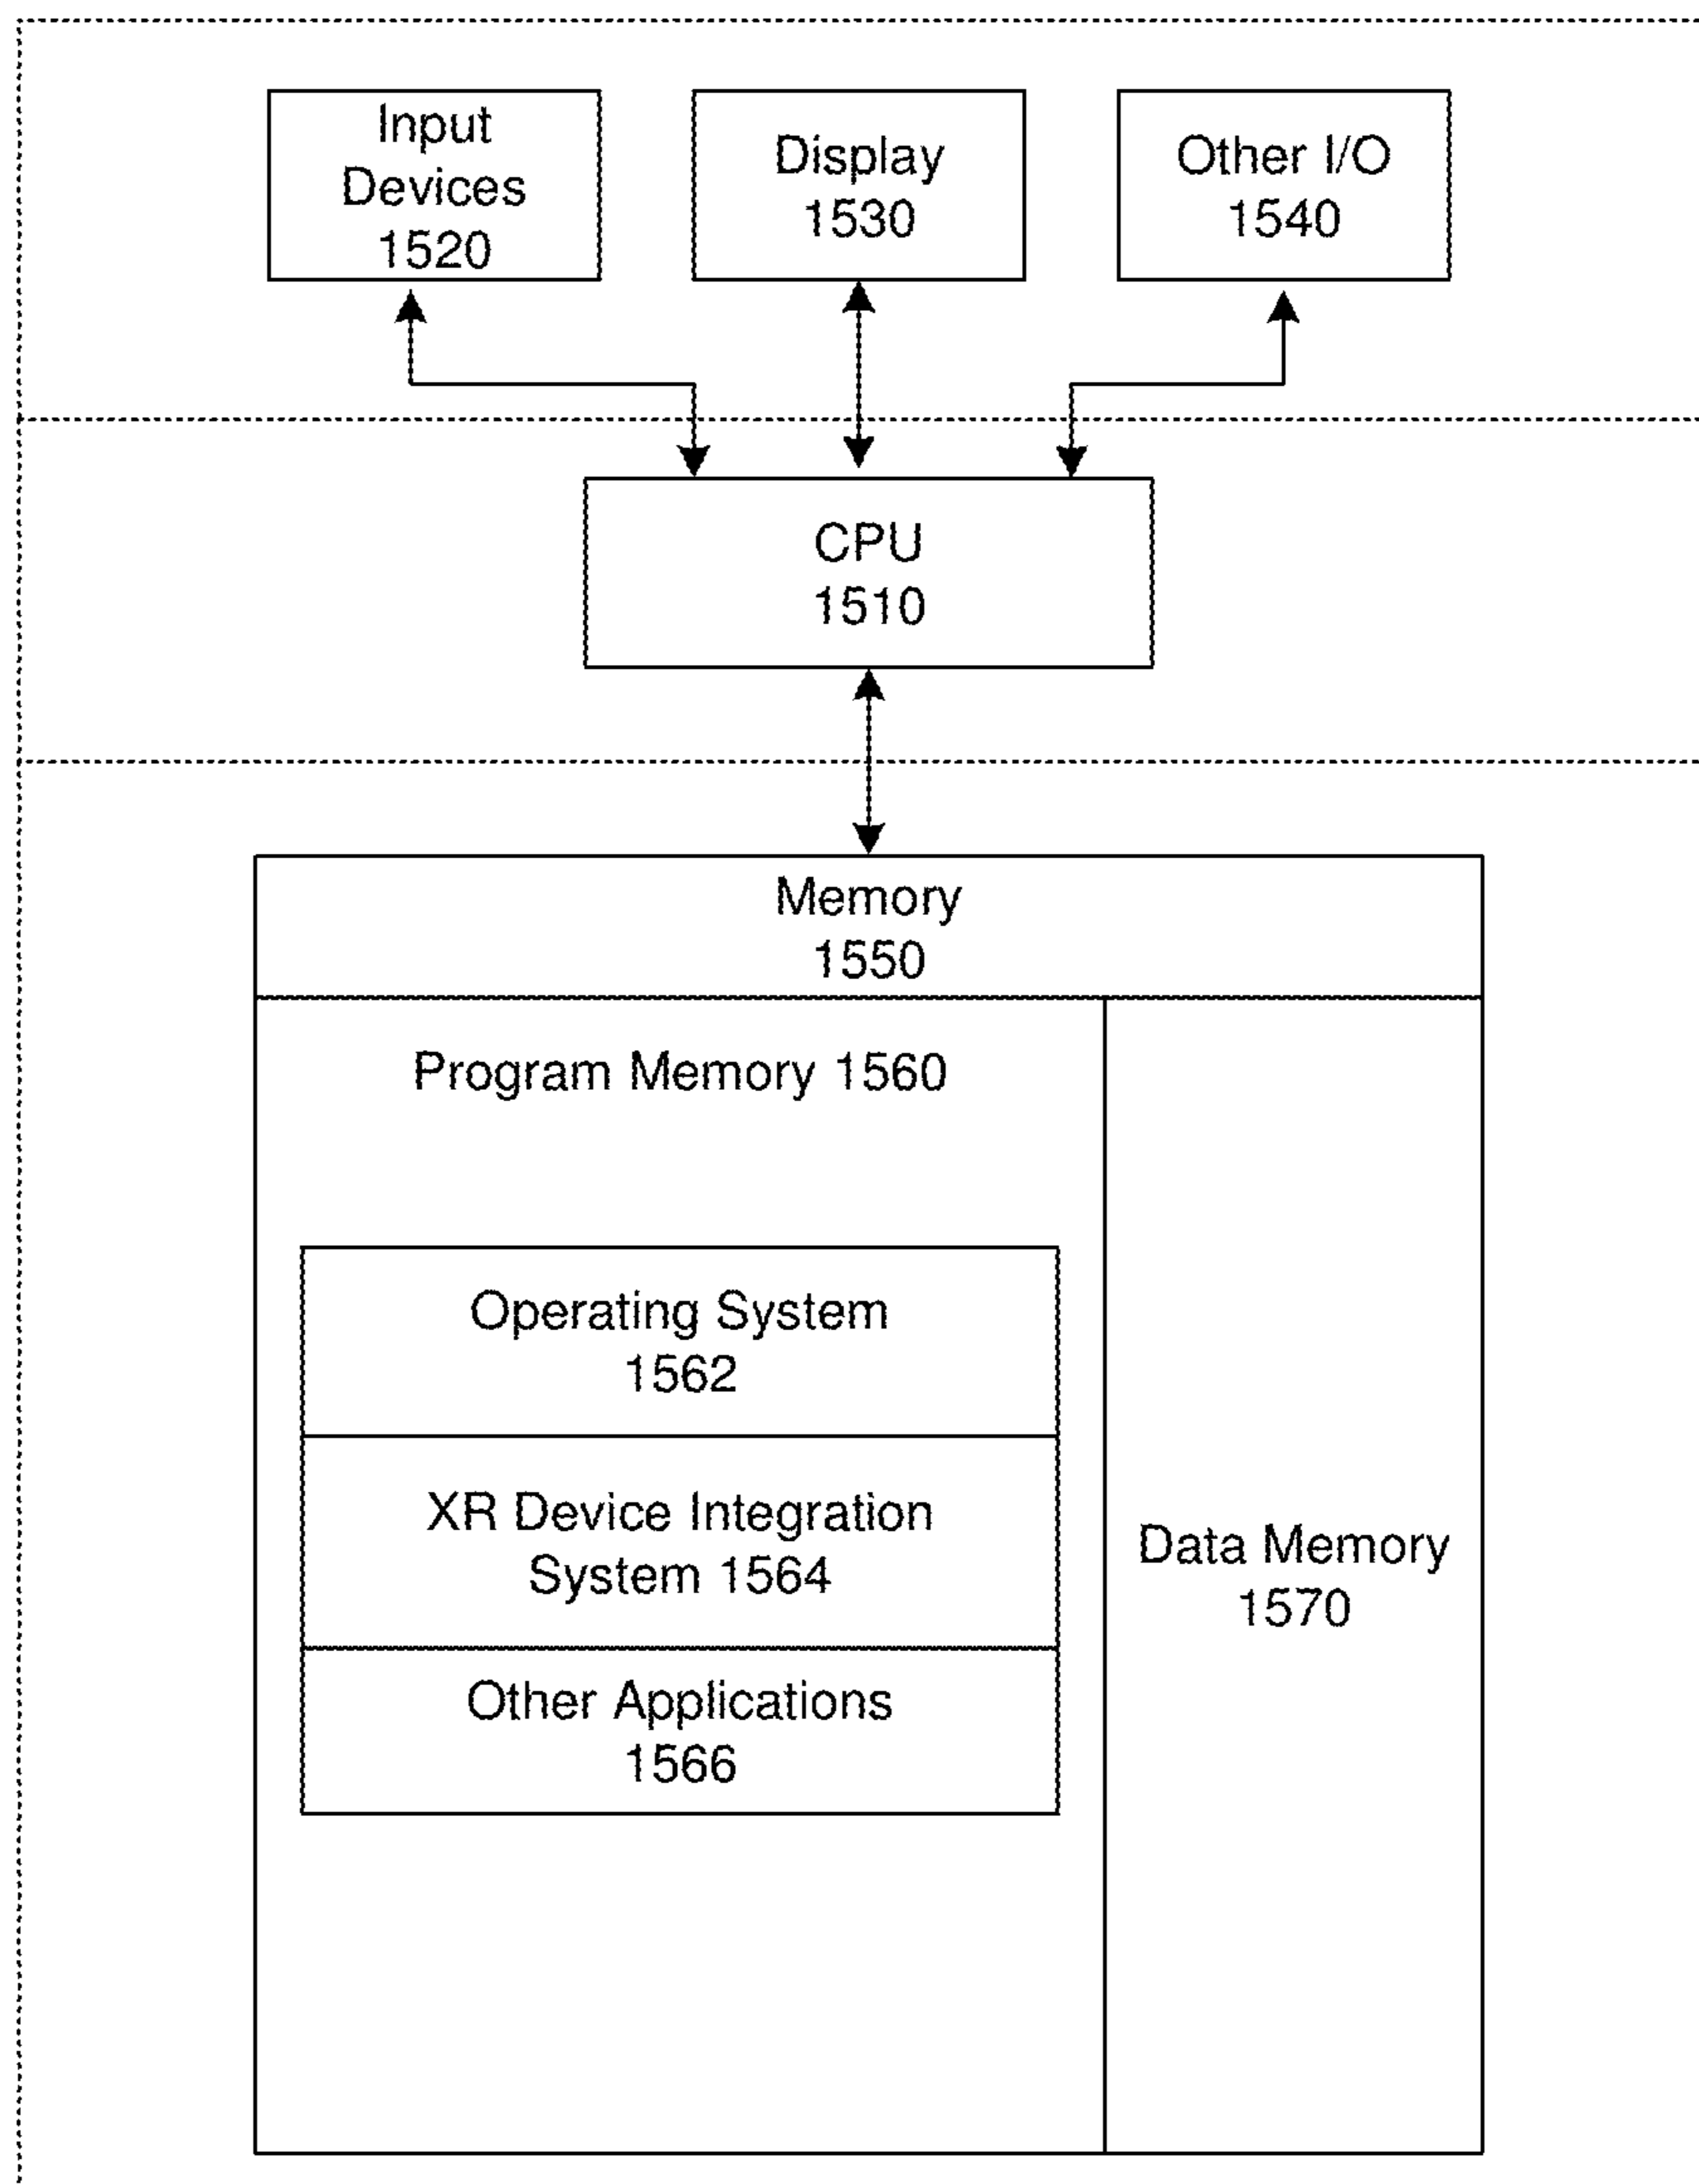 Input
Devices
1520
Display
1530
Other I/O
1540
CPU
1510
Memory
1550
Program Memory 1560
Operating System
1562
XR Device Integration
System 1564
Other Applications
1566
Data Memory
1570